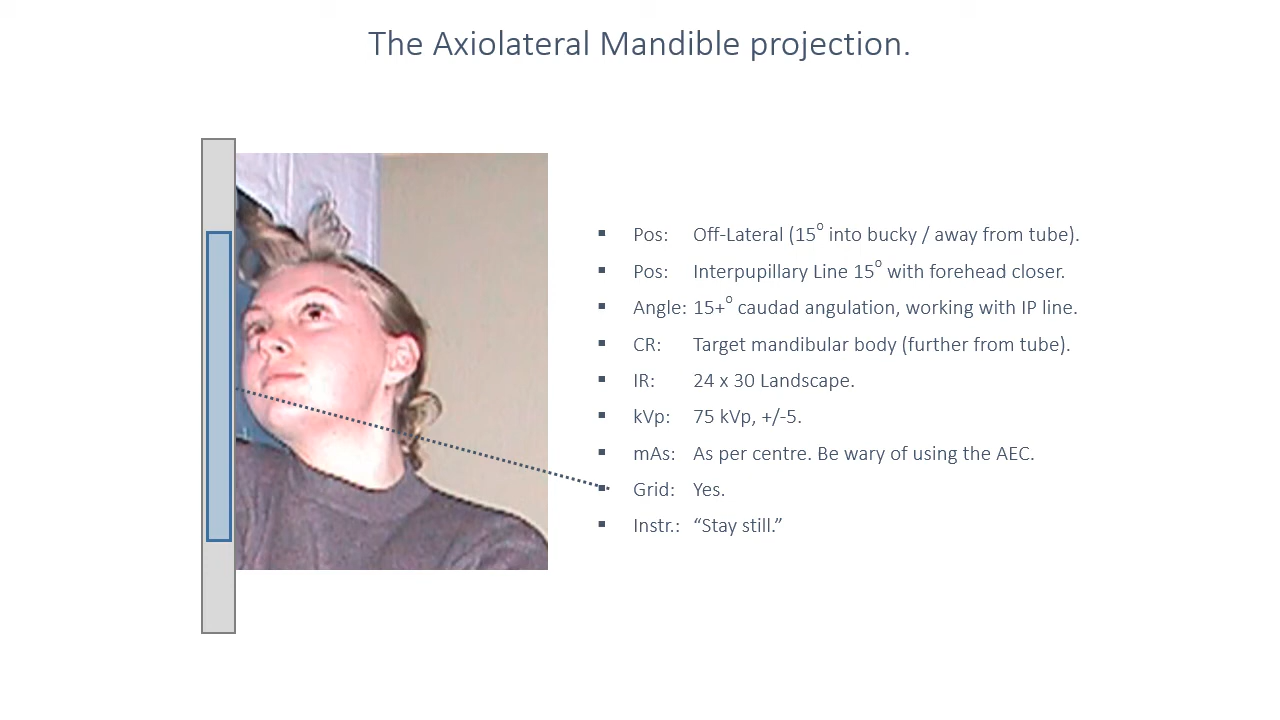 The Axiolateral Mandible projection.
▪ Pos: Off-Lateral (15° into bucky / away from tube).
▪ Pos: Interpupillary Line 15° with forehead closer.
▪ Angle: 15+° caudad angulation, working with IP line.
▪ CR: Target mandibular body (further from tube).
▪ IR: 24 x 30 Landscape.
▪ kVp: 75 kVp, +/-5.
▪ mAs: As per centre. Be wary of using the AEC.
▪ Grid: Yes.
▪ Instr.: “Stay still.”